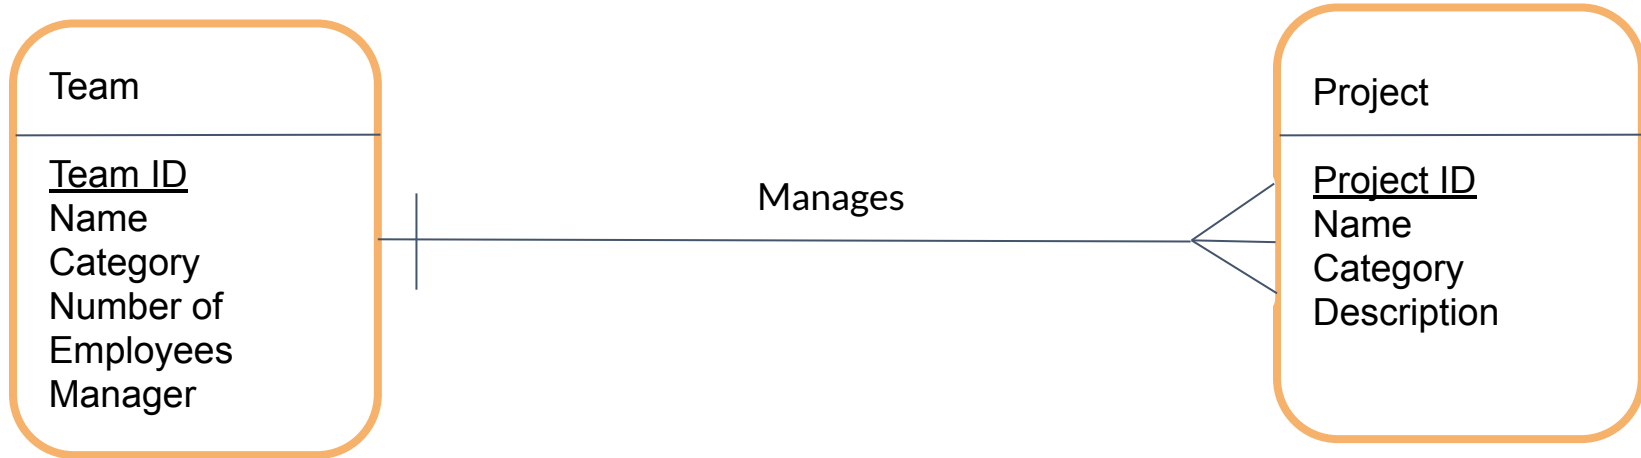 Team
Team ID
Name
Category
Number of
Employees
Manager
Manages
Project
Project ID
Name
Category
Description